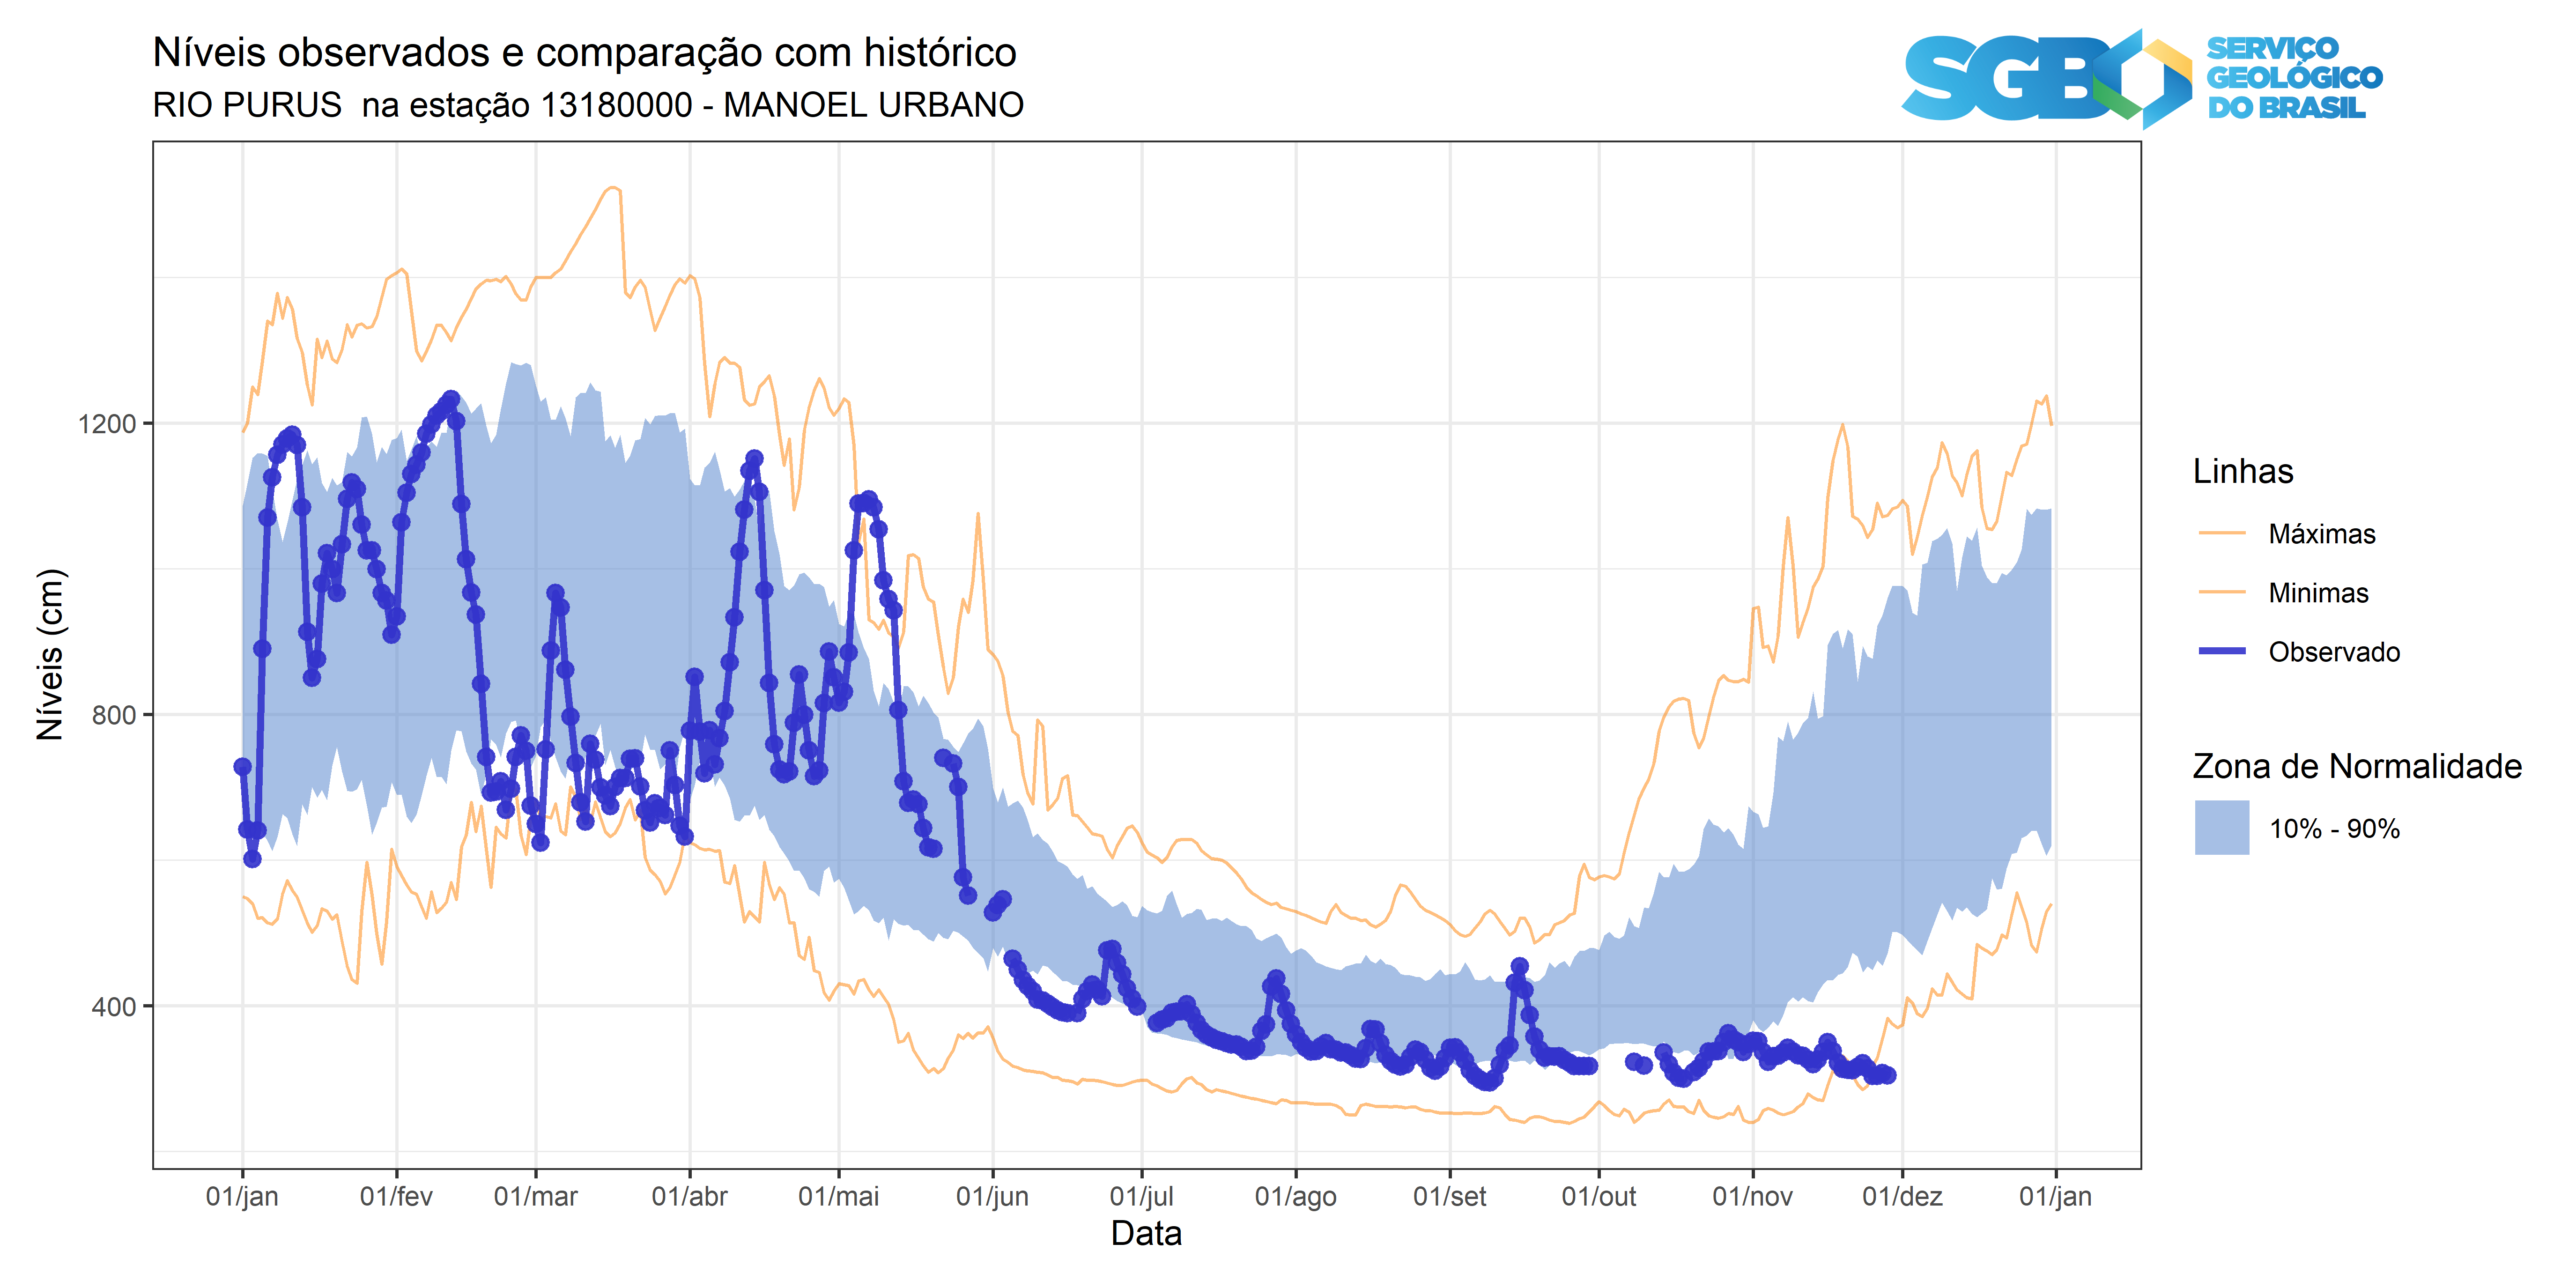 Níveis observados e comparação com histórico
RIO PURUS  na estação 13180000 - MANOEL URBANO
SGB
SERVIÇO
GEOLÓGICO
DO BRASIL
Níveis (cm)
1200
800
400
01/jan
01/fev
01/mar
01/abr
01/mai
01/jun
01/jul
01/ago
01/set
01/out
01/nov
01/dez
01/jan
Data
Linhas
Máximas
Minimas
Observado
Zona de Normalidade
10% - 90%